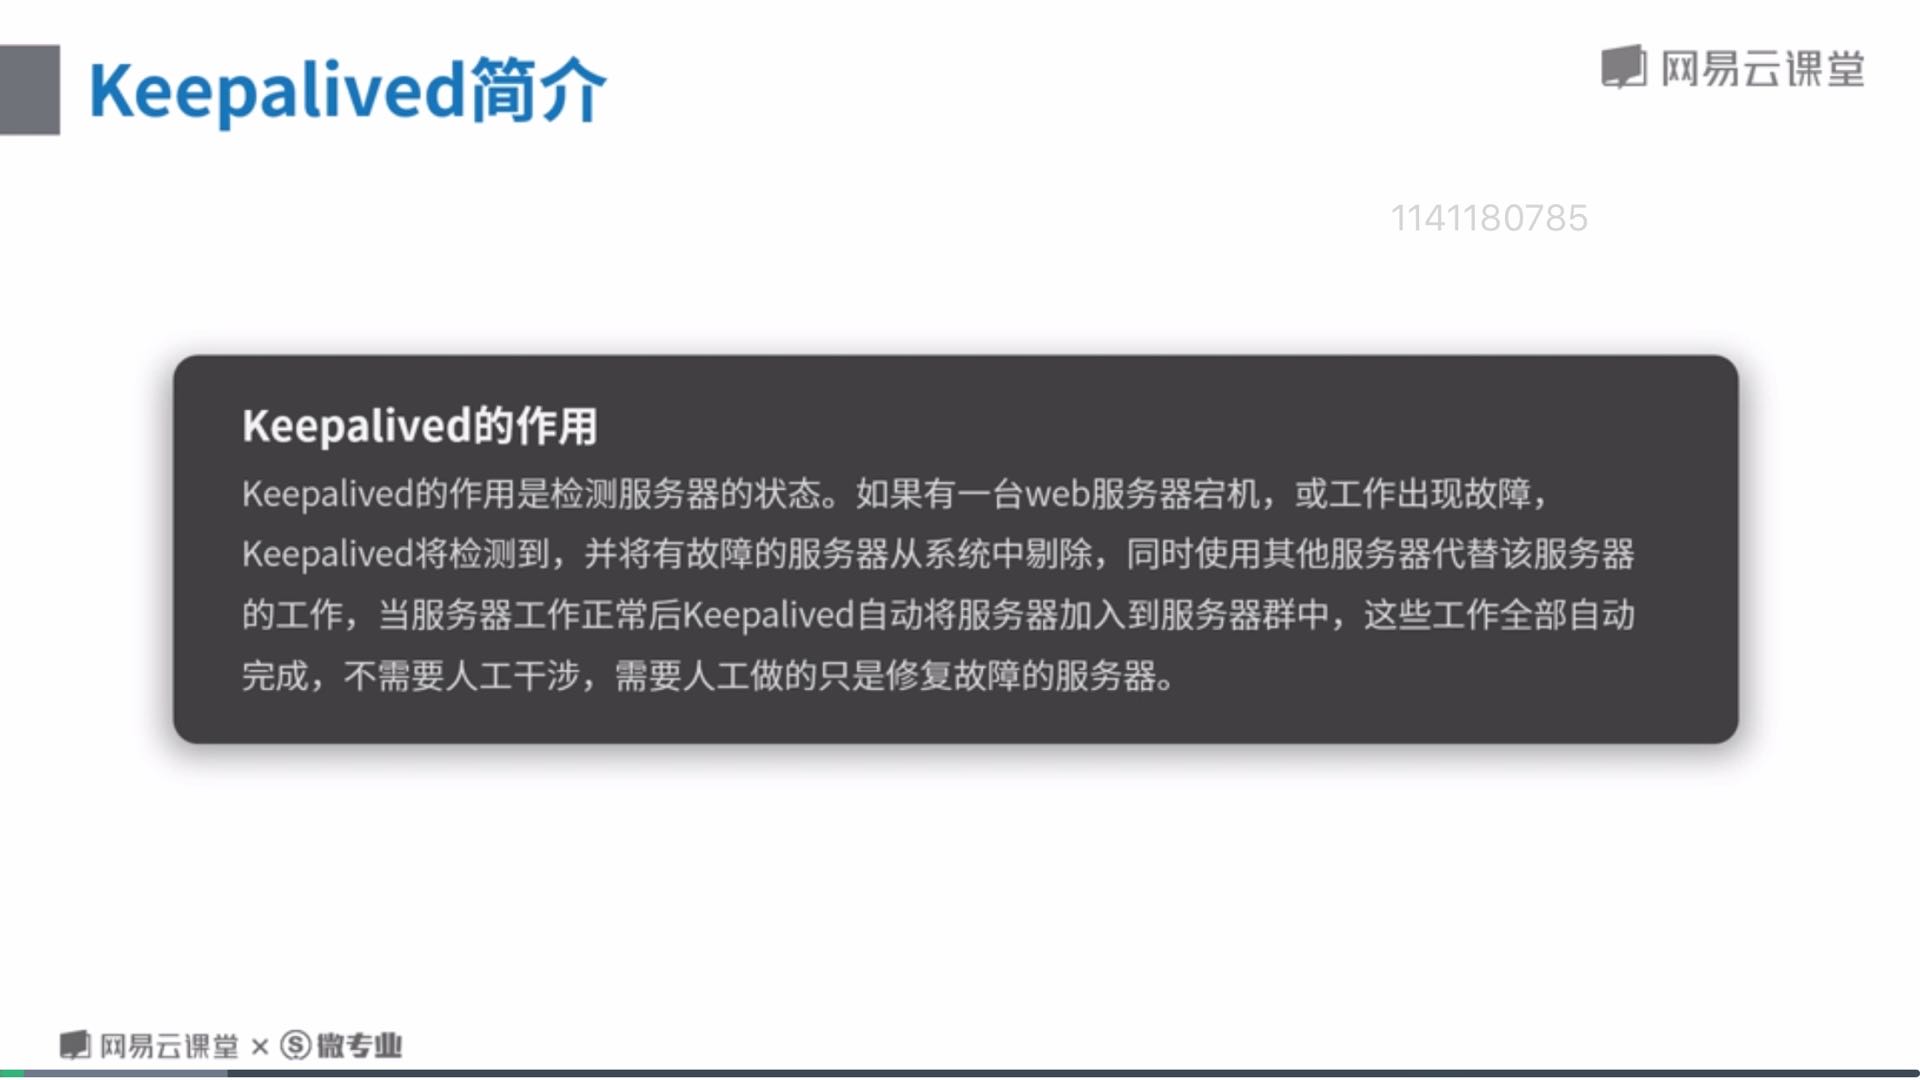 Keepalived简介
网易云课堂
1141180785
Keepalived的作用
Keepalived的作用是检测服务器的状态。如果有一台web服务器宕机，或工作出现故障，
Keepalived将检测到，并将有故障的服务器从系统中剔除，同时使用其他服务器代替该服务器
的工作，当服务器工作正常后Keepalived自动将服务器加入到服务器群中，这些工作全部自动
完成，不需要人工干涉，需要人工做的只是修复故障的服务器。
网易云课堂 × Ⓢ微专业